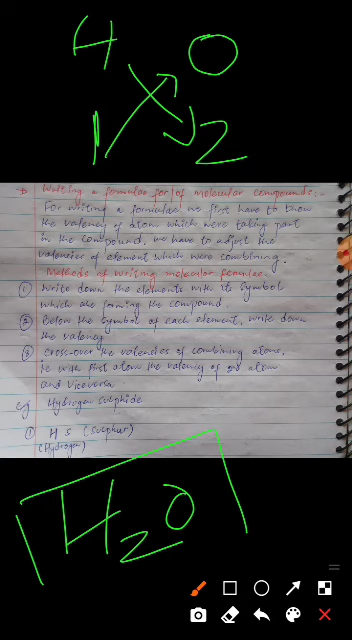 H O
1 2
Writing a formulae for/of molecular compounds:-
For writing a formulae we first have to know
the valency of atom which were taking part
in the compound, we have to adjust the
valencies of element which were combining.
Methods of writing molecular formulae.
① Write down the elements with its symbol
which are forming the compound.
② Below the symbol of each element, write down
the valency
③ Cross over the valencies of combining atoms,
ie with first atom the valency of atom
and Viceversa
eg Hydrogen sulphide
① H S (Sulphur)
(Hydrogen)
H2O